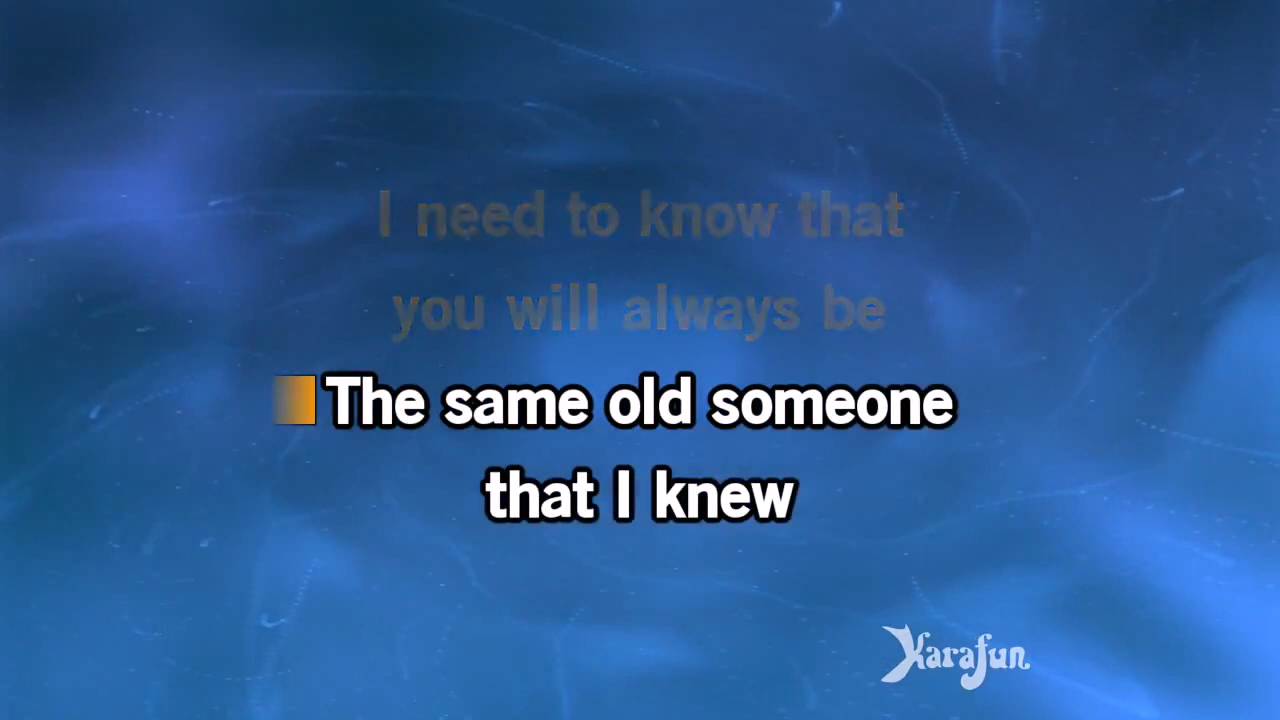 I need to know that
you will always be
The same old someone
that I knew
Karafun